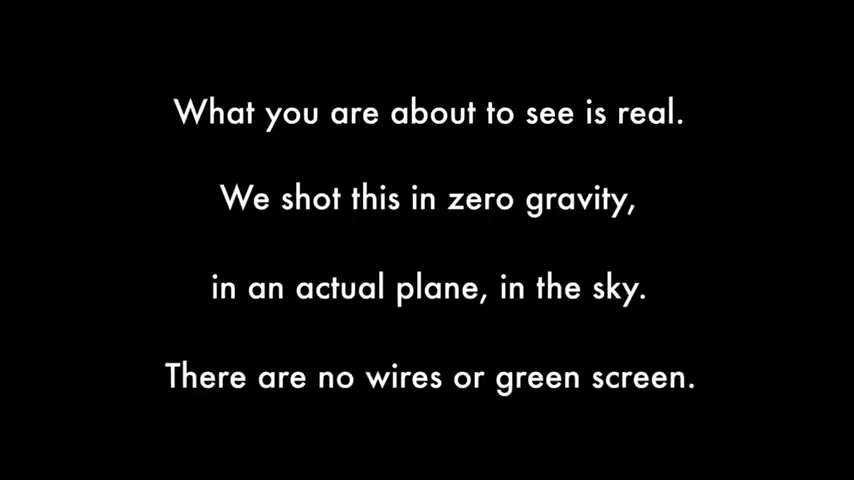 What you are about to see is real.
We shot this in zero gravity,
in an actual plane, in the sky.
There are no wires or green screen.